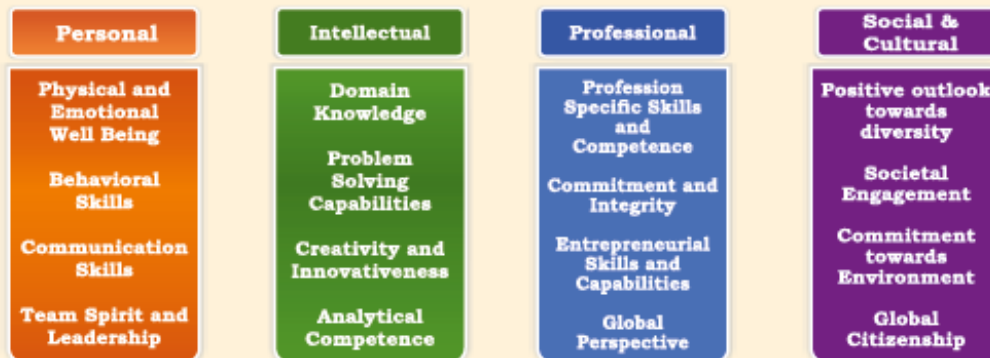 Personal
Physical and
Emotional
Well Being
Behavioral
Skills
Communication
Skills
Team Spirit and
Leadership
Intellectual
Domain
Knowledge
Problem
Solving
Capabilities
Creativity and
Innovativeness
Analytical
Competence
Professional
Profession
Specific Skills
and
Competence
Commitment and
Integrity
Entrepreneurial
Skills and
Capabilities
Global
Perspective
Social &
Cultural
Positive outlook
towards
diversity
Societal
Engagement
Commitment
towards
Environment
Global
Citizenship